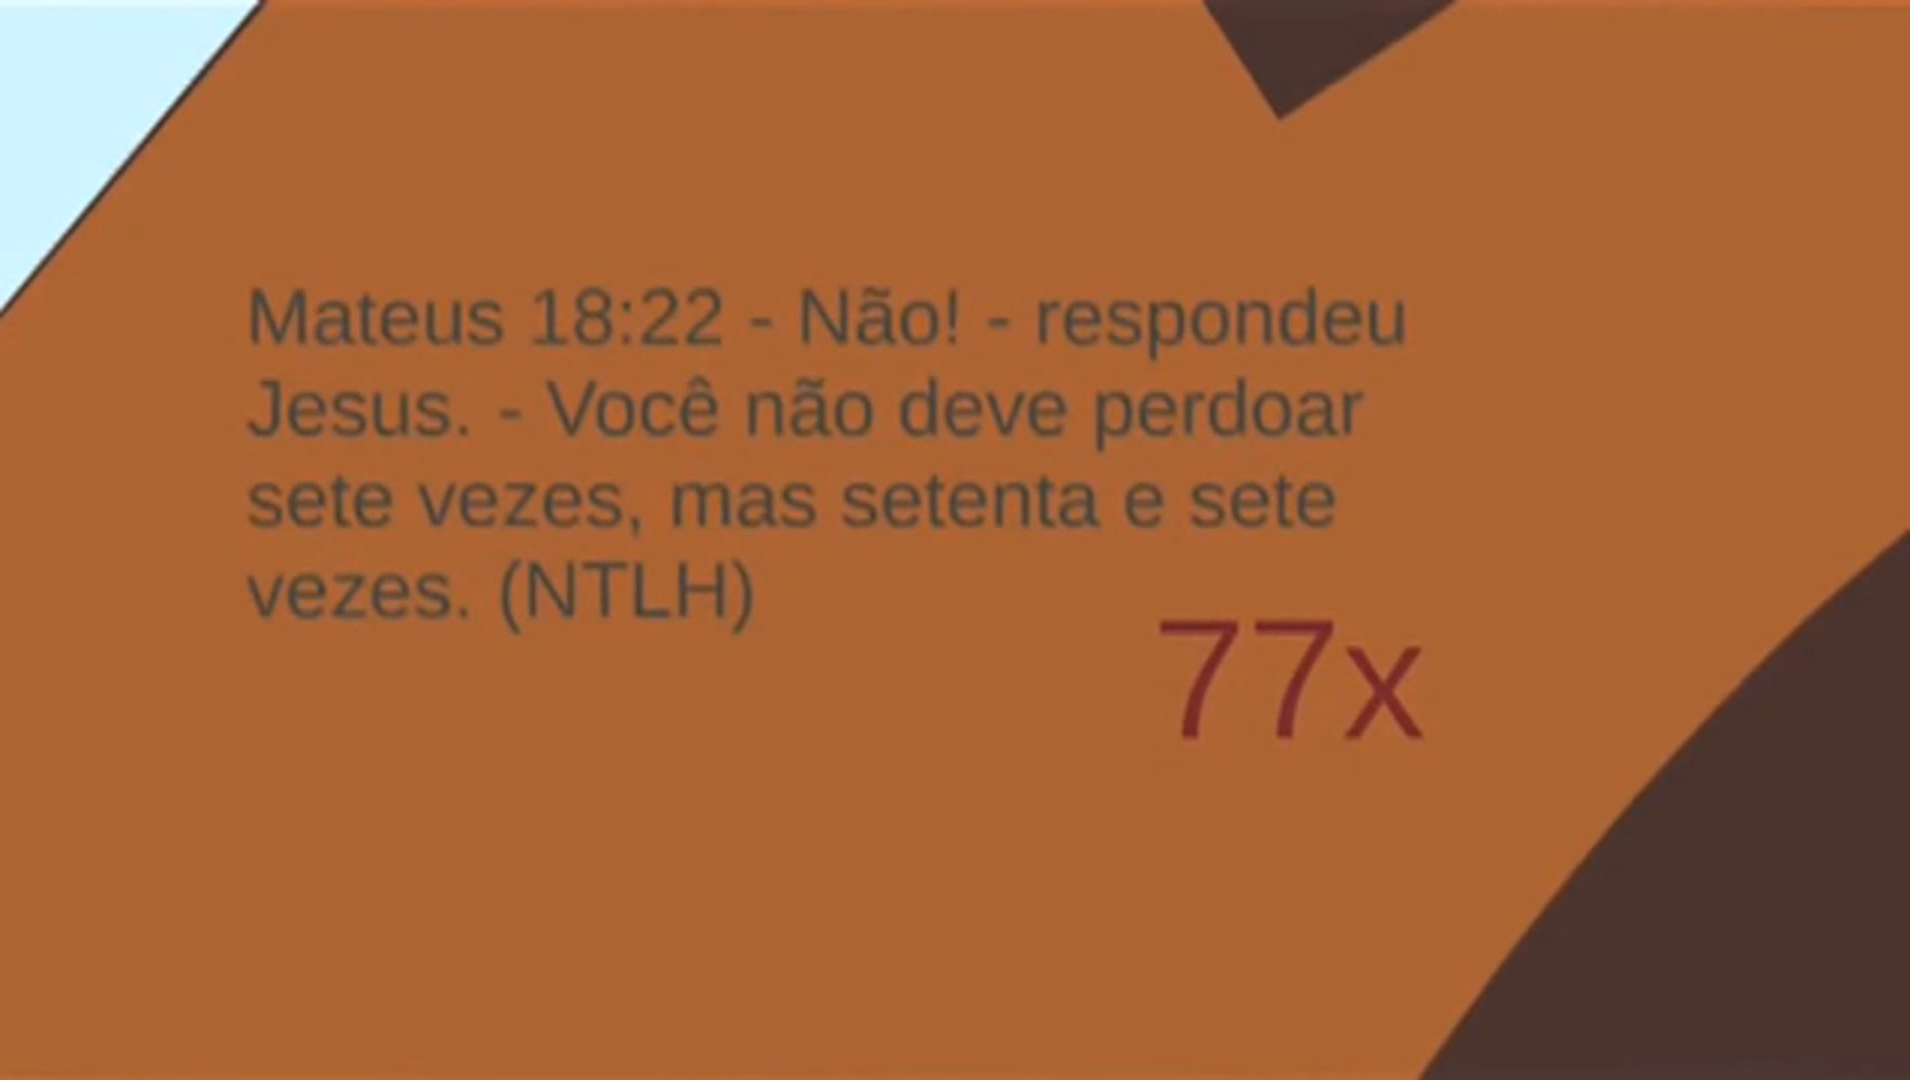 Mateus 18:22 - Não! - respondeu
Jesus. - Você não deve perdoar
sete vezes, mas setenta e sete
vezes. (NTLH)
77x